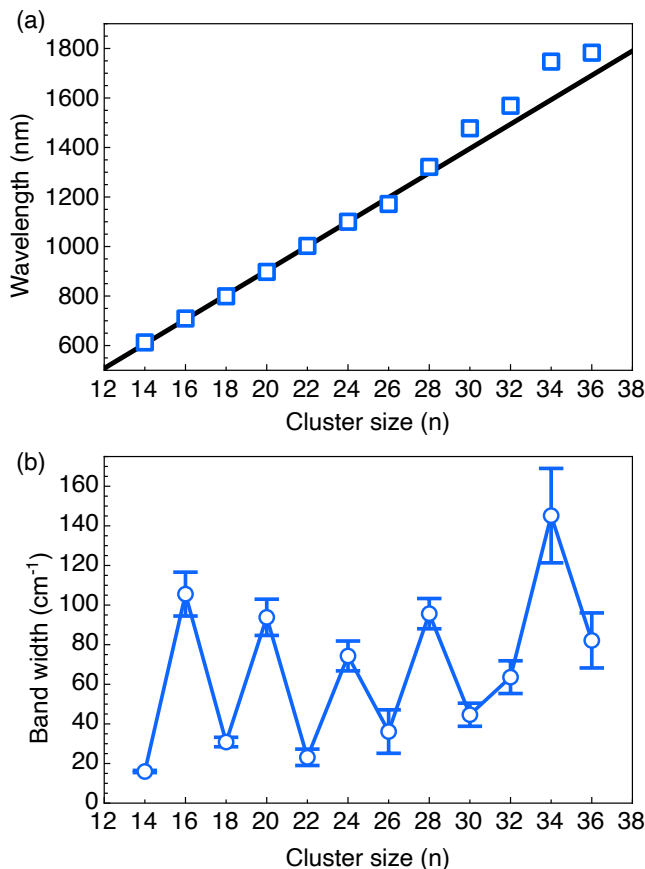 (a)
1800
1600
1400
1200
1000
800
600
Wavelength (nm)
12 14 16 18 20 22 24 26 28 30 32 34 36 38
Cluster size (n)
(b)
160
140
120
100
80
60
40
20
0
Band width (cm⁻¹)
12 14 16 18 20 22 24 26 28 30 32 34 36 38
Cluster size (n)